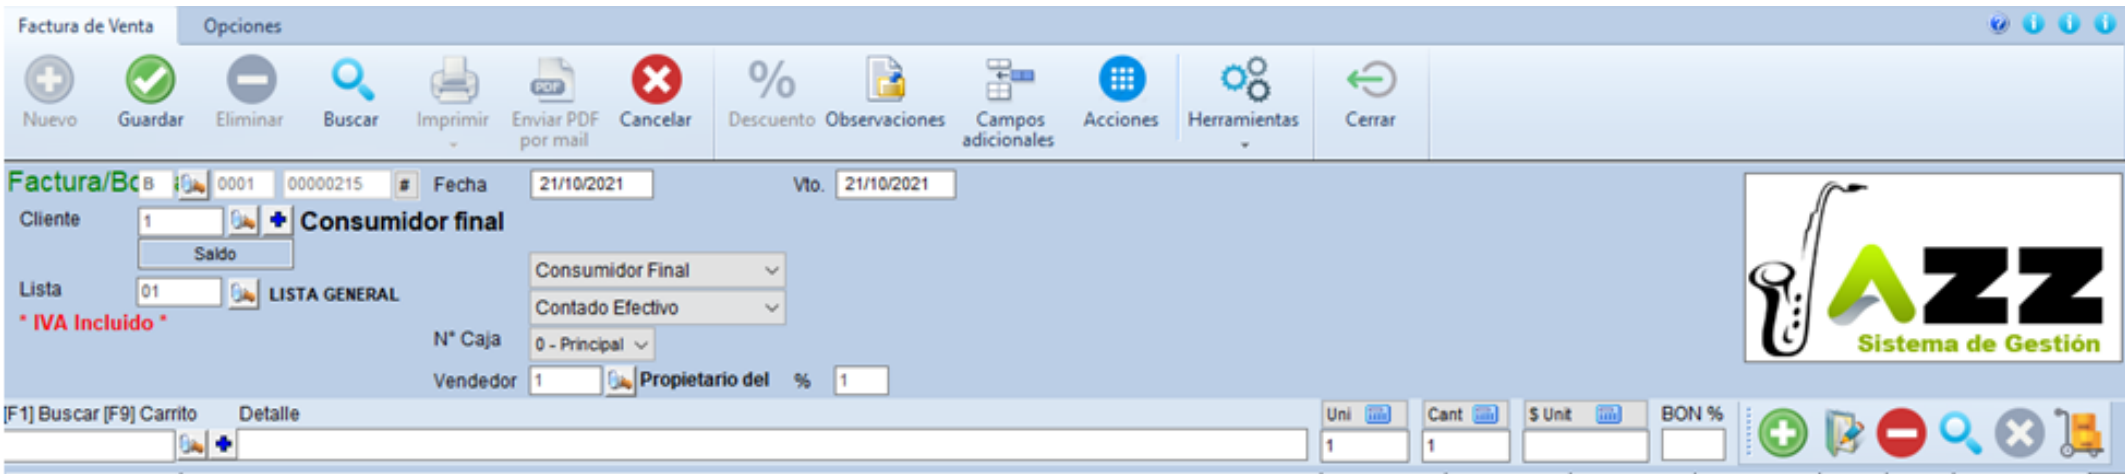 Factura de Venta Opciones
Nuevo Guardar Eliminar Buscar Imprimir Enviar PDF por mail Cancelar Descuento Observaciones Campos adicionales Acciones Herramientas Cerrar
Factura/Bo B 0001 00000215 # Fecha 21/10/2021 Vto. 21/10/2021
Cliente 1 Consumidor final
Saldo
Consumidor Final
Lista 01 LISTA GENERAL
Contado Efectivo
* IVA Incluido *
N° Caja 0 - Principal
Vendedor 1 Propietario del % 1
AZZ
Sistema de Gestión
[F1] Buscar [F9] Carrito Detalle Uni Cant $ Unit BON %
1 1